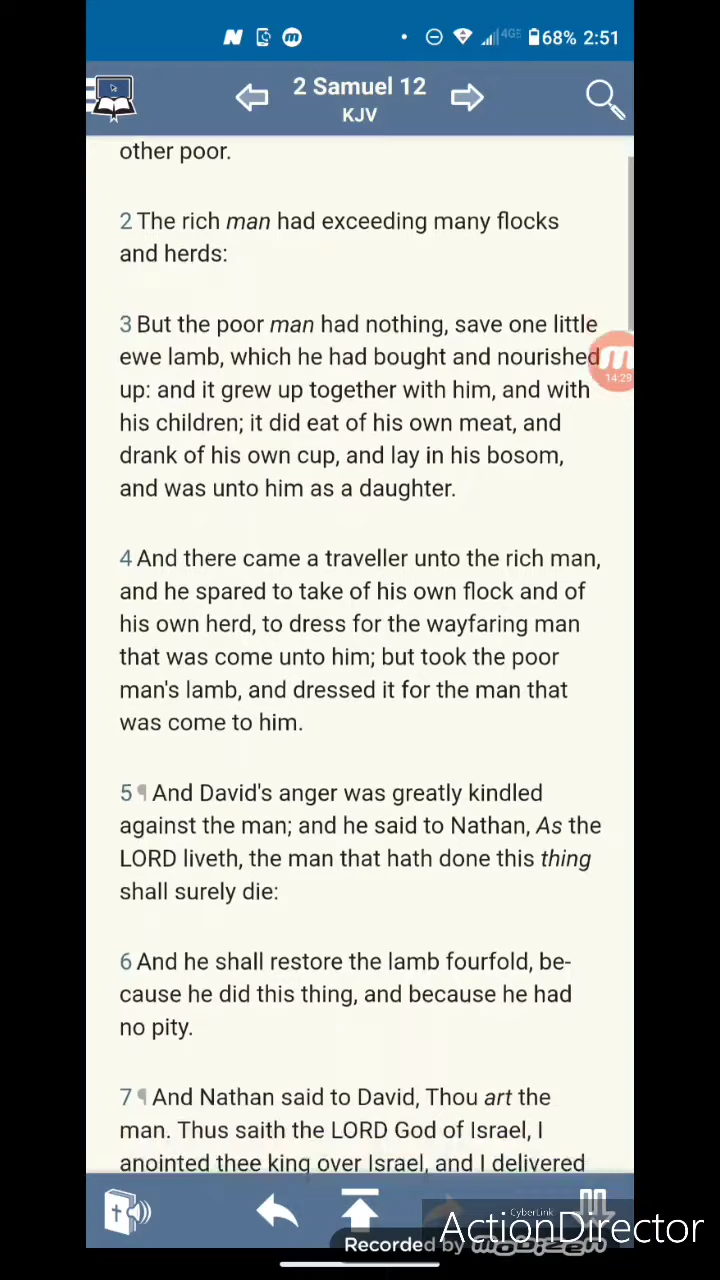 4G 68% 2:51
2 Samuel 12
KJV
other poor.
2 The rich man had exceeding many flocks
and herds:
3 But the poor man had nothing, save one little
ewe lamb, which he had bought and nourished
up: and it grew up together with him, and with
his children; it did eat of his own meat, and
drank of his own cup, and lay in his bosom,
and was unto him as a daughter.
14:29
4 And there came a traveller unto the rich man,
and he spared to take of his own flock and of
his own herd, to dress for the wayfaring man
that was come unto him; but took the poor
man's lamb, and dressed it for the man that
was come to him.
5 ¶ And David's anger was greatly kindled
against the man; and he said to Nathan, As the
LORD liveth, the man that hath done this thing
shall surely die:
6 And he shall restore the lamb fourfold, be-
cause he did this thing, and because he had
no pity.
7 ¶ And Nathan said to David, Thou art the
man. Thus saith the LORD God of Israel, I
anointed thee king over Israel, and I delivered
CyberLink
ActionDirector
Recorded by mobizen